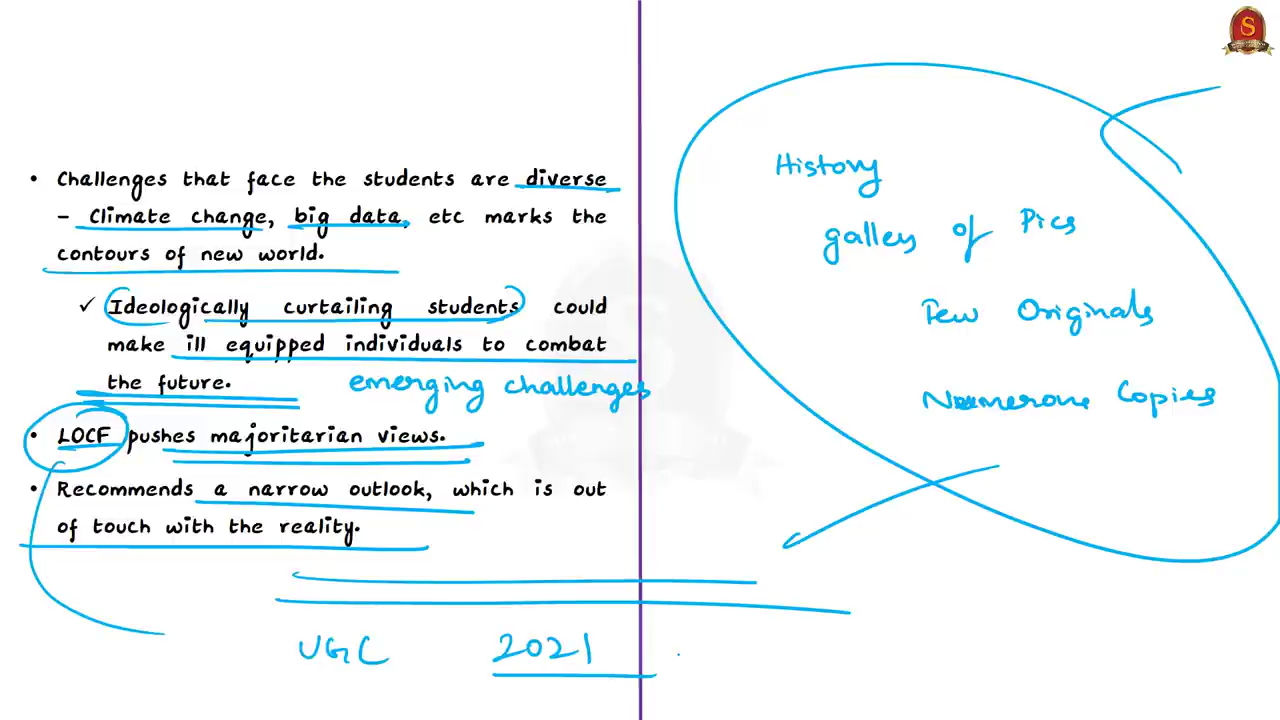 • Challenges that face the students are diverse
– Climate change, big data, etc marks the
contours of new world.
✓ Ideologically curtailing students could
make ill equipped individuals to combat
the future.
emerging challenges
• LOCF pushes majoritarian views.
• Recommends a narrow outlook, which is out
of touch with the reality.
UGC 2021
History
of Pics
Few Originals
Copies
S